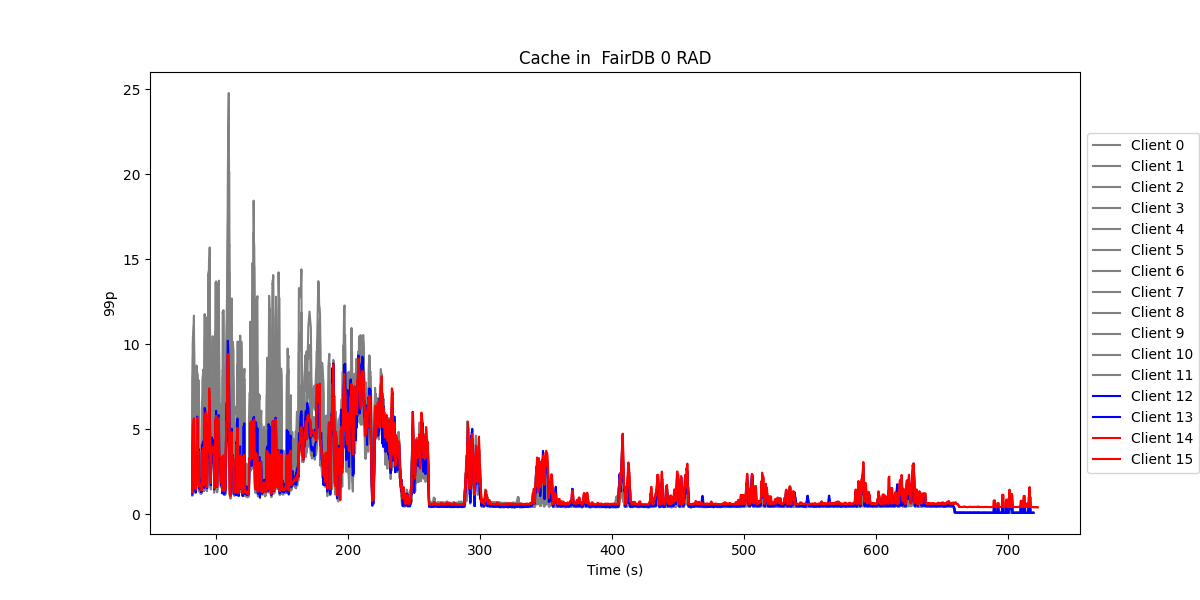 Cache in  FairDB 0 RAD
99p
25
20
15
10
5
0
100
200
300
400
500
600
700
Time (s)
Client 0
Client 1
Client 2
Client 3
Client 4
Client 5
Client 6
Client 7
Client 8
Client 9
Client 10
Client 11
Client 12
Client 13
Client 14
Client 15